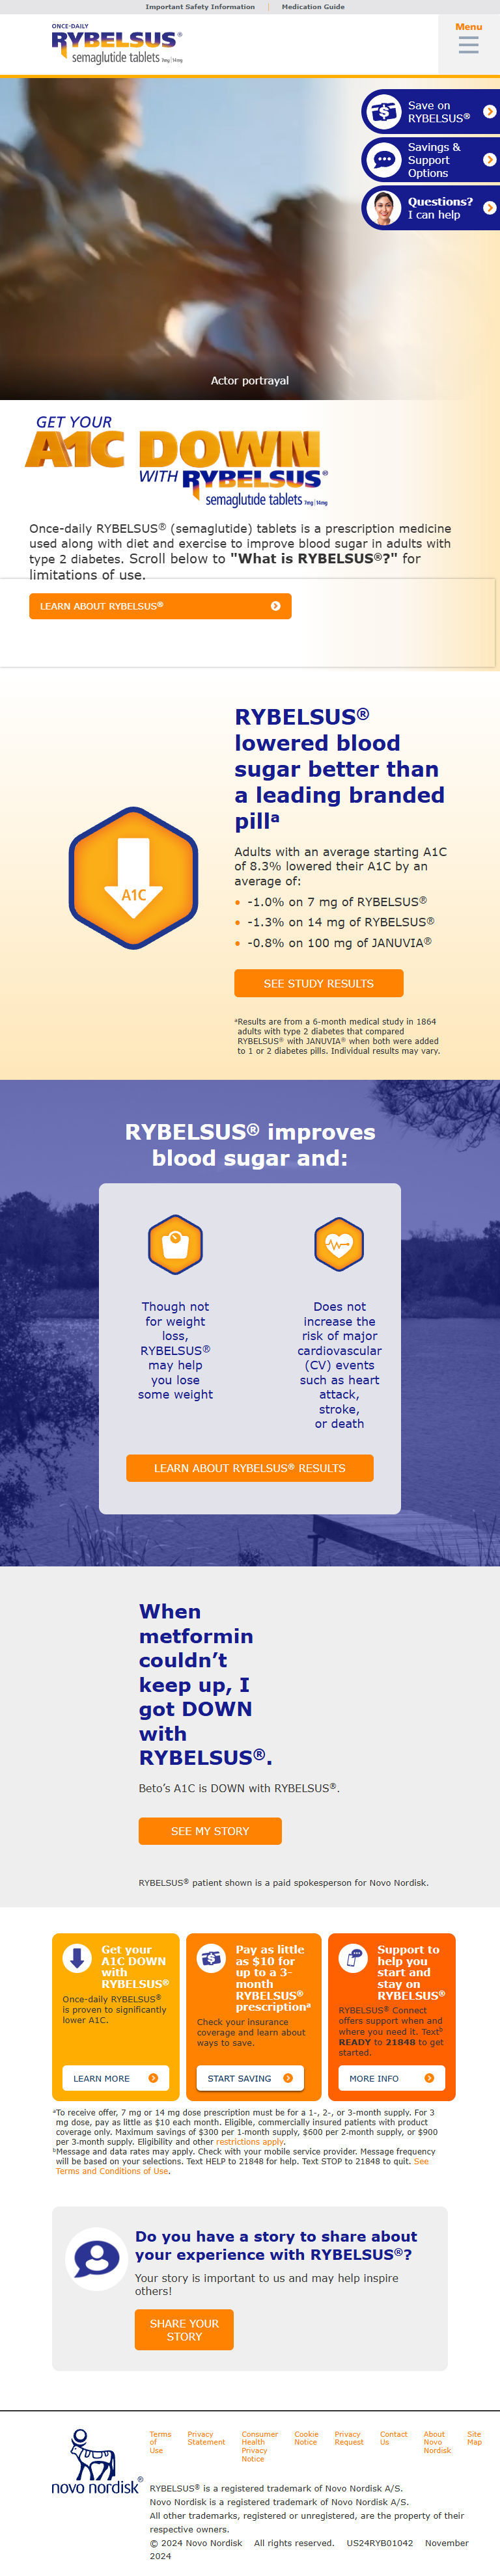 Important Safety Information | Medication Guide
ONCE-DAILY
RYBELSUS®
semaglutide tablets 7mg | 14mg
Menu
Save on
RYBELSUS®
Savings &
Support
Options
Questions?
I can help
Actor portrayal
GET YOUR
A1C DOWN
WITH RYBELSUS®
semaglutide tablets 7mg | 14mg
Once-daily RYBELSUS® (semaglutide) tablets is a prescription medicine
used along with diet and exercise to improve blood sugar in adults with
type 2 diabetes. Scroll below to "What is RYBELSUS®?" for
limitations of use.
LEARN ABOUT RYBELSUS®
RYBELSUS®
lowered blood
sugar better than
a leading branded
pillª
Adults with an average starting A1C
of 8.3% lowered their A1C by an
average of:
• -1.0% on 7 mg of RYBELSUS®
• -1.3% on 14 mg of RYBELSUS®
• -0.8% on 100 mg of JANUVIA®
A1C
SEE STUDY RESULTS
ªResults are from a 6-month medical study in 1864
adults with type 2 diabetes that compared
RYBELSUS® with JANUVIA® when both were added
to 1 or 2 diabetes pills. Individual results may vary.
RYBELSUS® improves
blood sugar and:
Though not
for weight
loss,
RYBELSUS®
may help
you lose
some weight
Does not
increase the
risk of major
cardiovascular
(CV) events
such as heart
attack,
stroke,
or death
LEARN ABOUT RYBELSUS® RESULTS
When
metformin
couldn’t
keep up, I
got DOWN
with
RYBELSUS®.
Beto’s A1C is DOWN with RYBELSUS®.
SEE MY STORY
RYBELSUS® patient shown is a paid spokesperson for Novo Nordisk.
Get your
A1C DOWN
with
RYBELSUS®
Once-daily RYBELSUS®
is proven to significantly
lower A1C.
LEARN MORE
Pay as little
as $10 for
up to a 3-
month
RYBELSUS®
prescriptionª
Check your insurance
coverage and learn about
ways to save.
START SAVING
Support to
help you
start and
stay on
RYBELSUS®
RYBELSUS® Connect
offers support when and
where you need it. Textᵇ
READY to 21848 to get
started.
MORE INFO
ªTo receive offer, 7 mg or 14 mg dose prescription must be for a 1-, 2-, or 3-month supply. For 3
mg dose, pay as little as $10 each month. Eligible, commercially insured patients with product
coverage only. Maximum savings of $300 per 1-month supply, $600 per 2-month supply, or $900
per 3-month supply. Eligibility and other restrictions apply.
ᵇMessage and data rates may apply. Check with your mobile service provider. Message frequency
will be based on your selections. Text HELP to 21848 for help. Text STOP to 21848 to quit. See
Terms and Conditions of Use.
Do you have a story to share about
your experience with RYBELSUS®?
Your story is important to us and may help inspire
others!
SHARE YOUR
STORY
novo nordisk®
Terms of Use
Privacy Statement
Consumer Health Privacy Notice
Cookie Notice
Privacy Request
Contact Us
About Novo Nordisk
Site Map
RYBELSUS® is a registered trademark of Novo Nordisk A/S.
Novo Nordisk is a registered trademark of Novo Nordisk A/S.
All other trademarks, registered or unregistered, are the property of their
respective owners.
© 2024 Novo Nordisk All rights reserved. US24RYB01042 November
2024